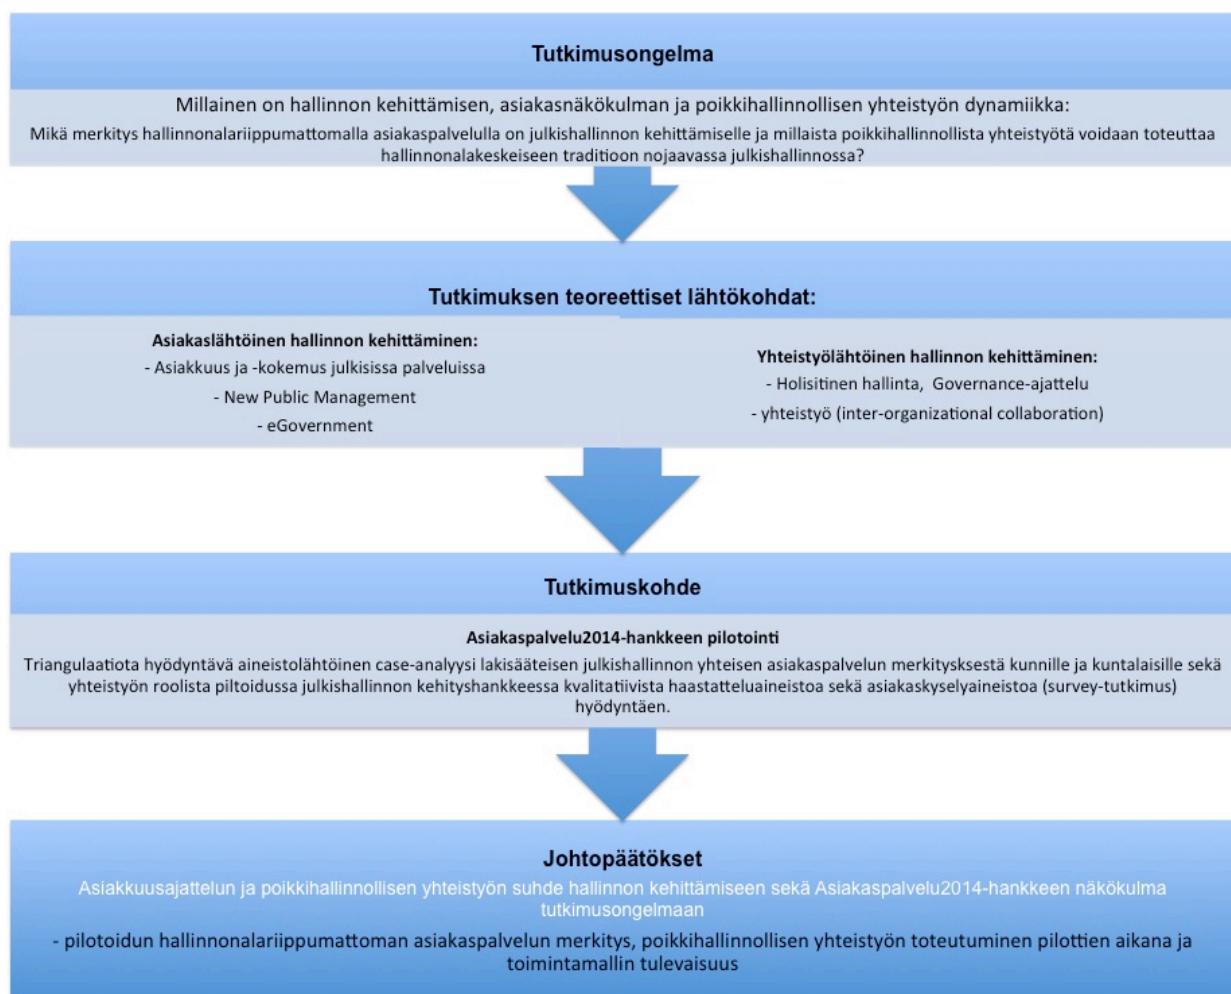 Tutkimusongelma
Millainen on hallinnon kehittämisen, asiakasnäkökulman ja poikkihallinnollisen yhteistyön dynamiikka:
Mikä merkitys hallinnonalariippumattomalla asiakaspalvelulla on julkishallinnon kehittämiselle ja millaista poikkihallinnollista yhteistyötä voidaan toteuttaa
hallinnonalakeskeiseen traditioon nojaavassa julkishallinnossa?
Tutkimuksen teoreettiset lähtökohdat:
Asiakaslähtöinen hallinnon kehittäminen:
- Asiakkuus ja -kokemus julkisissa palveluissa
- New Public Management
- eGovernment
Yhteistyölähtöinen hallinnon kehittäminen:
- Holisitinen hallinta, Governance-ajattelu
- yhteistyö (inter-organizational collaboration)
Tutkimuskohde
Asiakaspalvelu2014-hankkeen pilotointi
Triangulaatiota hyödyntävä aineistolähtöinen case-analyysi lakisääteisen julkishallinnon yhteisen asiakaspalvelun merkityksestä kunnille ja kuntalaisille sekä
yhteistyön roolista piltoidussa julkishallinnon kehityshankkeessa kvalitatiivista haastatteluaineistoa sekä asiakaskyselyaineistoa (survey-tutkimus)
hyödyntäen.
Johtopäätökset
Asiakkuusajattelun ja poikkihallinnollisen yhteistyön suhde hallinnon kehittämiseen sekä Asiakaspalvelu2014-hankkeen näkökulma
tutkimusongelmaan
- pilotoidun hallinnonalariippumattoman asiakaspalvelun merkitys, poikkihallinnollisen yhteistyön toteutuminen pilottien aikana ja
toimintamallin tulevaisuus